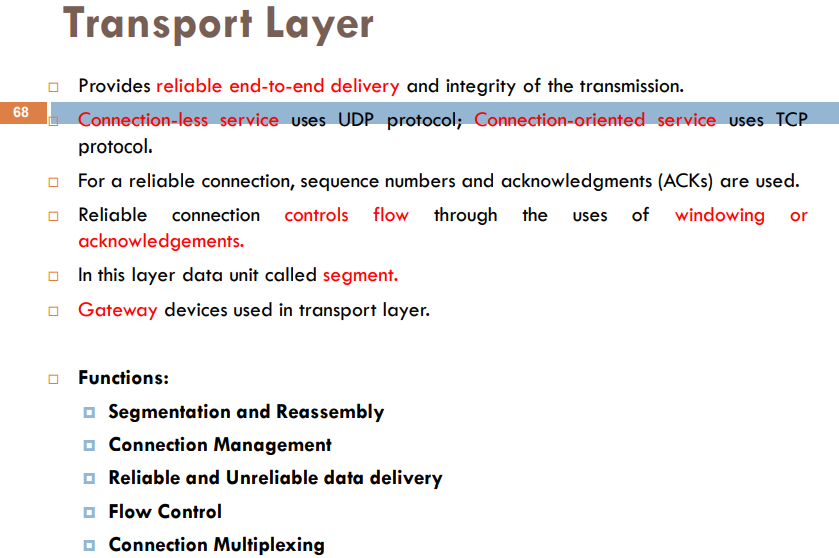 Transport Layer
Provides reliable end-to-end delivery and integrity of the transmission.
68
Connection-less service uses UDP protocol; Connection-oriented service uses TCP
protocol.
For a reliable connection, sequence numbers and acknowledgments (ACKs) are used.
Reliable connection controls flow through the uses of windowing or
acknowledgements.
In this layer data unit called segment.
Gateway devices used in transport layer.
Functions:
Segmentation and Reassembly
Connection Management
Reliable and Unreliable data delivery
Flow Control
Connection Multiplexing